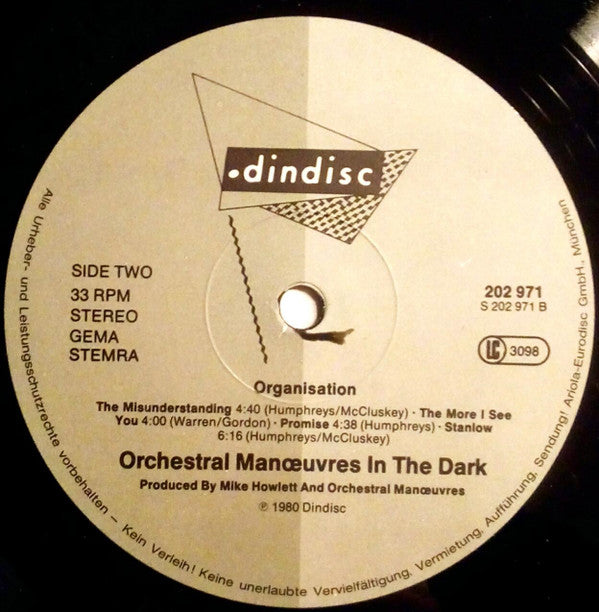 •dindisc
SIDE TWO
33 RPM
STEREO
GEMA
STEMRA
202 971
S 202 971 B
LC 3098
Organisation
The Misunderstanding 4:40 (Humphreys/McCluskey) · The More I See
You 4:00 (Warren/Gordon) · Promise 4:38 (Humphreys) · Stanlow
6:16 (Humphreys/McCluskey)
Orchestral Manœuvres In The Dark
Produced By Mike Howlett And Orchestral Manœuvres
℗ 1980 Dindisc
Alle Urheber- und Leistungsschutzrechte vorbehalten – Kein Verleih! Keine unerlaubte Vervielfältigung, Vermietung, Aufführung, Sendung! Ariola-Eurodisc GmbH., München